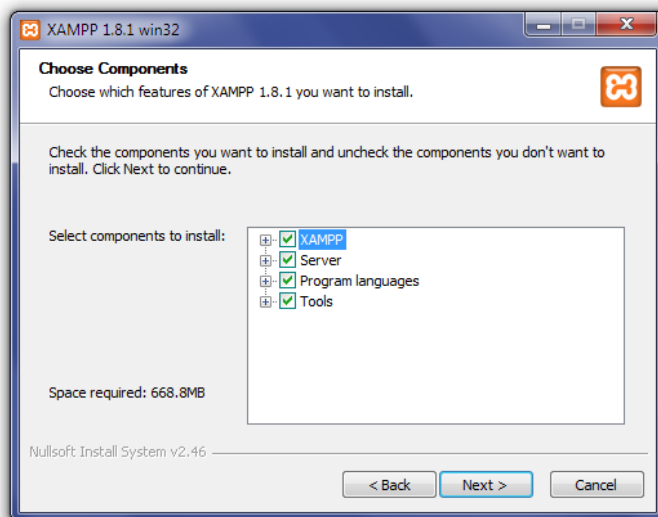 XAMPP 1.8.1 win32
Choose Components
Choose which features of XAMPP 1.8.1 you want to install.
Check the components you want to install and uncheck the components you don't want to
install. Click Next to continue.
Select components to install:
XAMPP
Server
Program languages
Tools
Space required: 668.8MB
Nullsoft Install System v2.46
< Back
Next >
Cancel